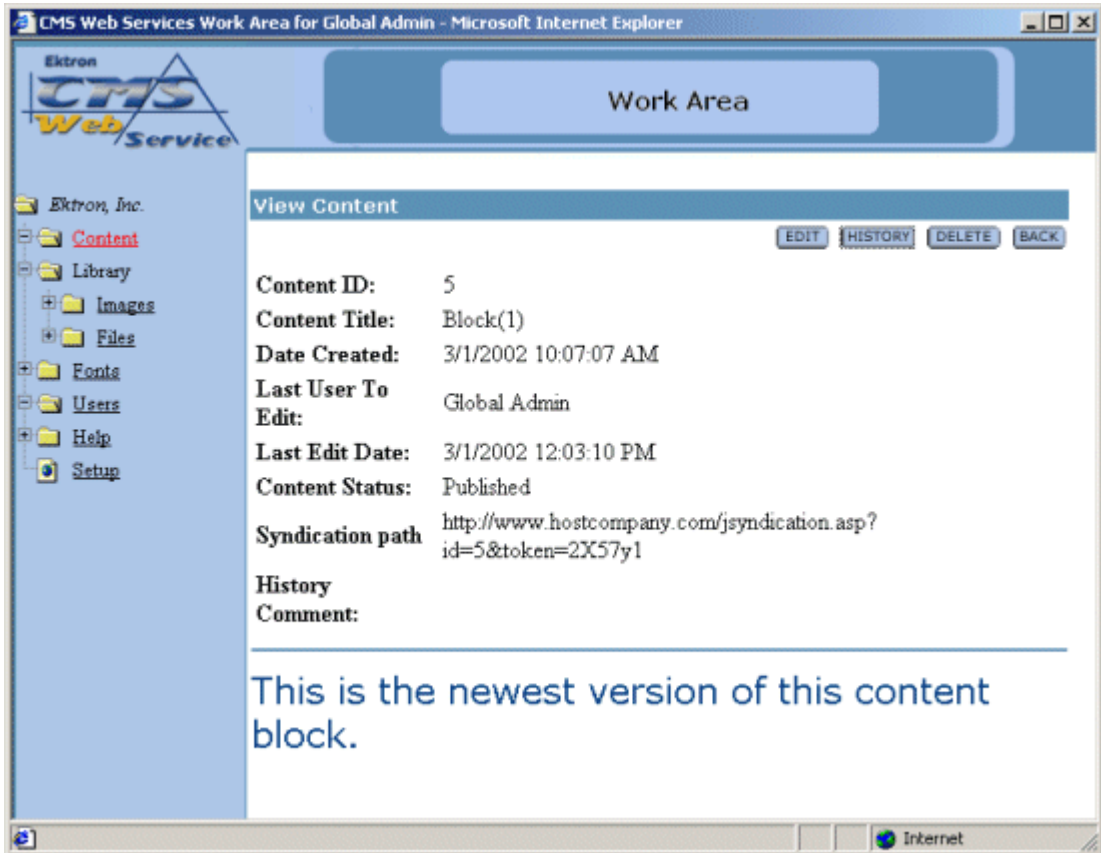 CMS Web Services Work Area for Global Admin - Microsoft Internet Explorer
Ektron
CMS
Web
Service
Work Area
Ektron, Inc.
Content
Library
Images
Files
Fonts
Users
Help
Setup
View Content
EDIT HISTORY DELETE BACK
Content ID: 5
Content Title: Block(1)
Date Created: 3/1/2002 10:07:07 AM
Last User To
Edit: Global Admin
Last Edit Date: 3/1/2002 12:03:10 PM
Content Status: Published
Syndication path http://www.hostcompany.com/jsyndication.asp?
id=5&token=2X57y1
History
Comment:
This is the newest version of this content
block.
Internet